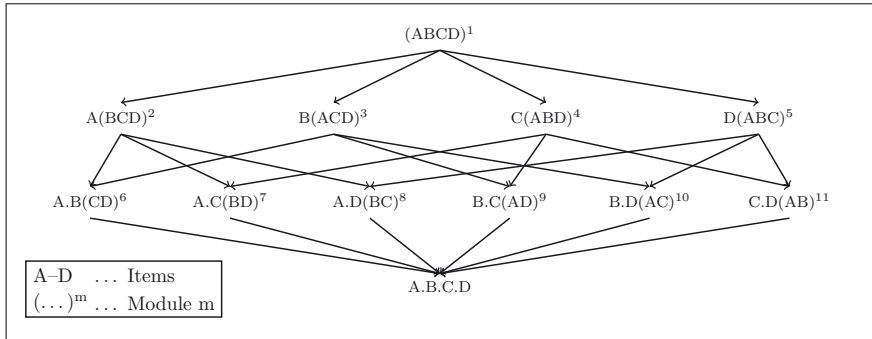 (ABCD)¹
A(BCD)² B(ACD)³ C(ABD)⁴ D(ABC)⁵
A.B(CD)⁶ A.C(BD)⁷ A.D(BC)⁸ B.C(AD)⁹ B.D(AC)¹⁰ C.D(AB)¹¹
A.B.C.D
A–D ... Items
(...)ᵐ ... Module m